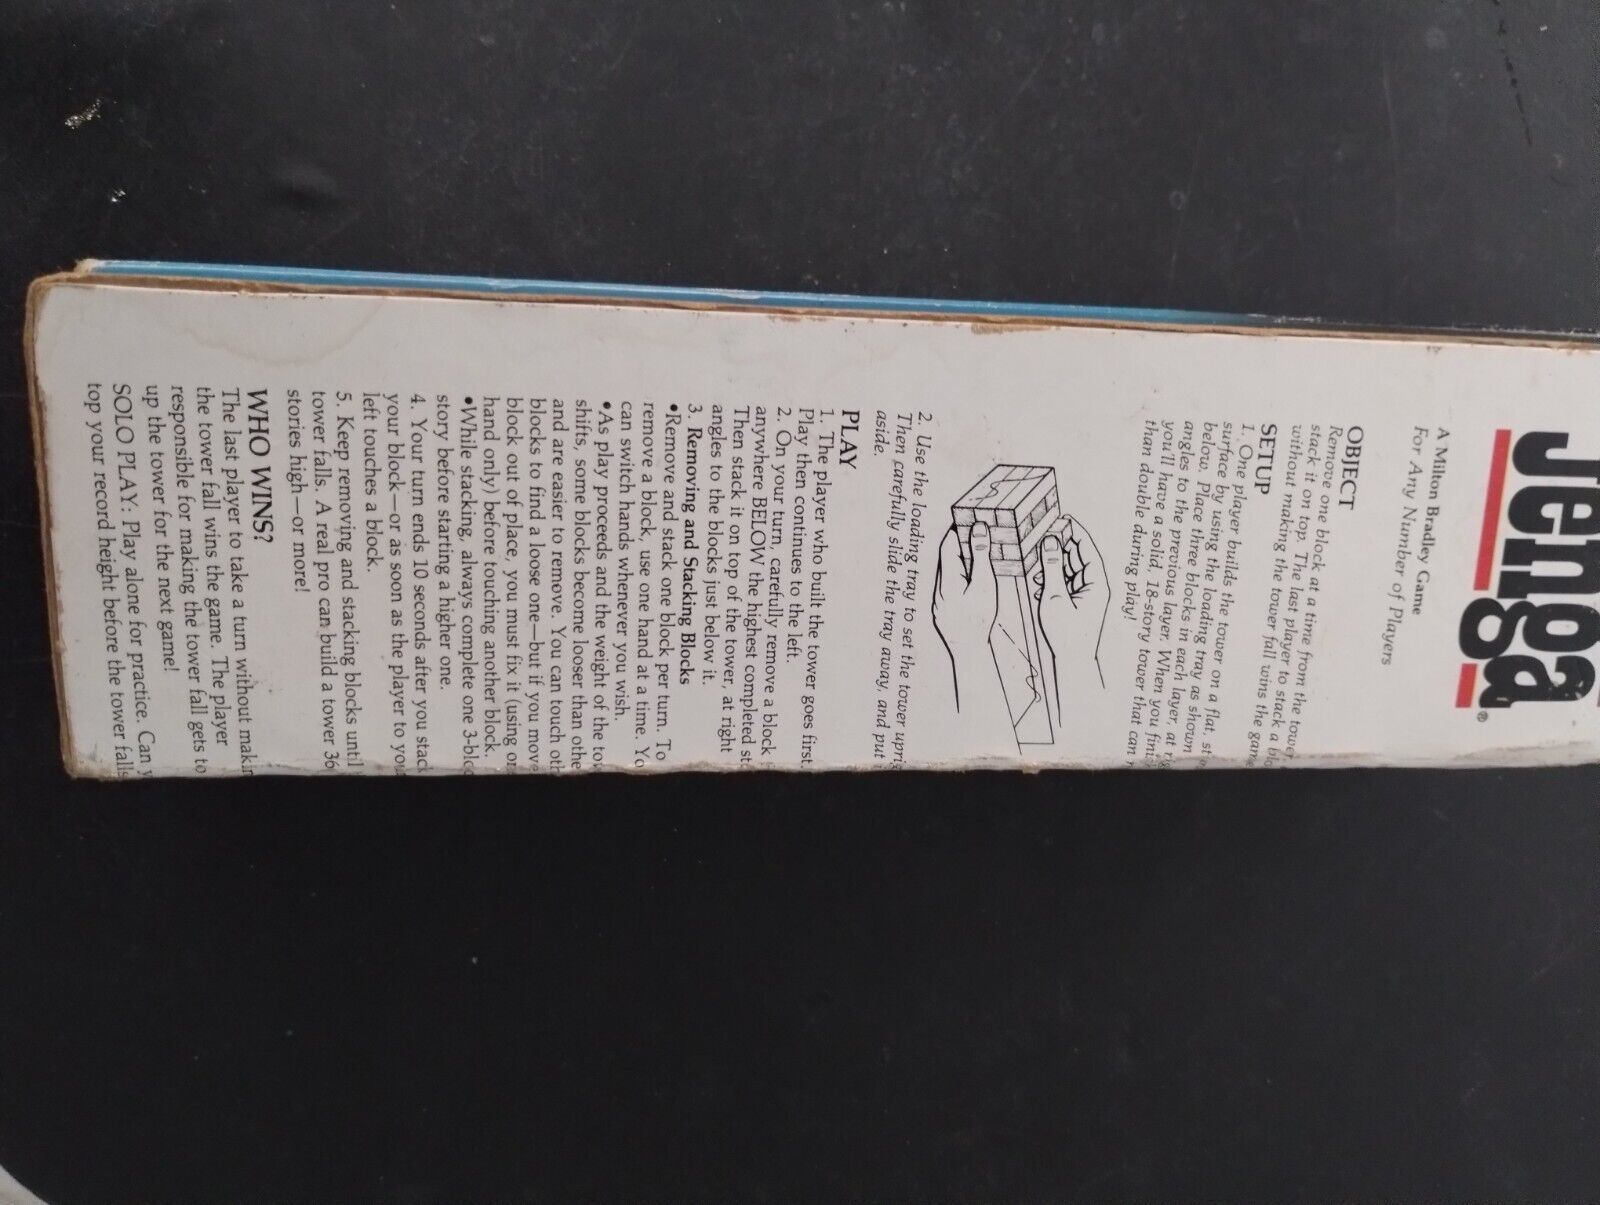 Jenga®
A Milton Bradley Game
For Any Number of Players
OBJECT
Remove one block at a time from the tower
stack it on top. The last player to stack a
without making the tower fall wins the game
SETUP
1. One player builds the tower on a flat,
surface by using the loading tray as shown
below. Place three blocks in each layer, at
angles to the previous layer. When you
you'll have a solid, 18-story tower that can
than double during play!
2. Use the loading tray to set the tower
Then carefully slide the tray away, and put
aside.
PLAY
1. The player who built the tower goes first.
Play then continues to the left.
2. On your turn, carefully remove a block
anywhere BELOW the highest completed
Then stack it on top of the tower, at right
angles to the blocks just below it.
3. Removing and Stacking Blocks
•Remove and stack one block per turn. To
remove a block, use one hand at a time.
can switch hands whenever you wish.
•As play proceeds and the weight of the
shifts, some blocks become looser than
and are easier to remove. You can touch
blocks to find a loose one—but if you move
block out of place, you must fix it (using
hand only) before touching another block.
•While stacking, always complete one
story before starting a higher one.
4. Your turn ends 10 seconds after you
your block—or as soon as the player to
left touches a block.
5. Keep removing and stacking blocks until
tower falls. A real pro can build a tower 36
stories high—or more!
WHO WINS?
The last player to take a turn without
the tower fall wins the game. The player
responsible for making the tower fall gets to
up the tower for the next game!
SOLO PLAY: Play alone for practice. Can
top your record height before the tower